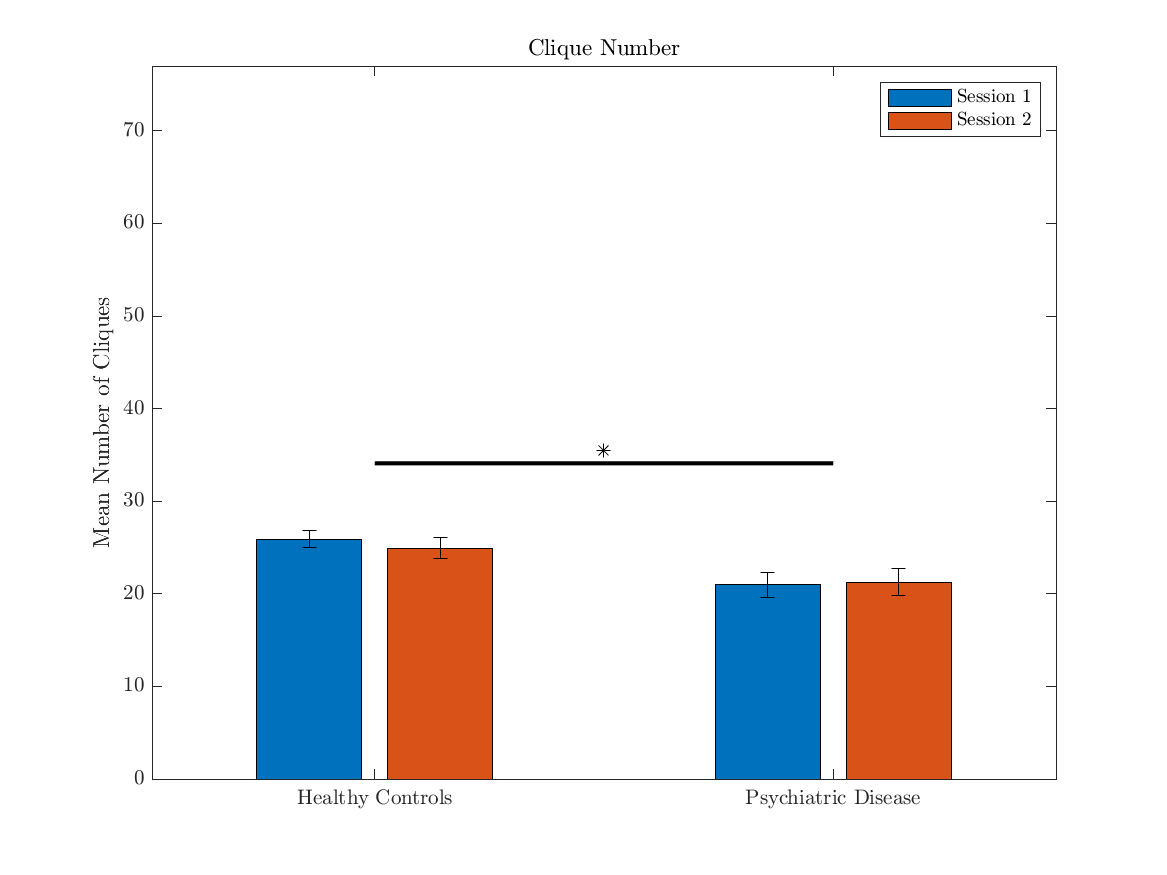 Clique Number
Session 1
Session 2
70
60
50
40
30
20
10
0
Mean Number of Cliques
*
Healthy Controls
Psychiatric Disease